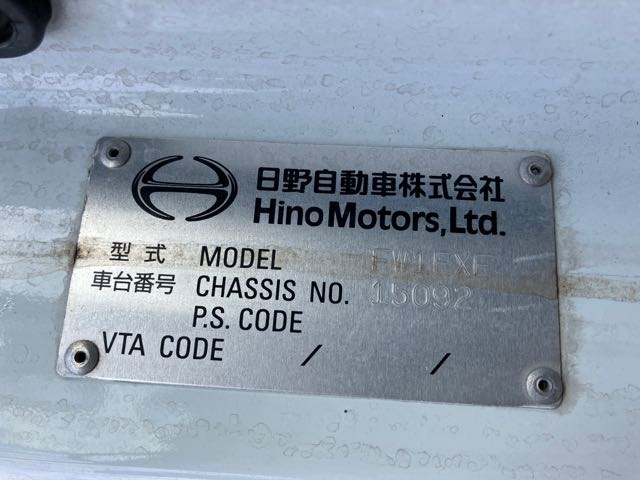 日野自動車株式会社
Hino Motors, Ltd.
型式 MODEL FW1EXE
車台番号 CHASSIS NO. 15092
P.S. CODE
VTA CODE / /